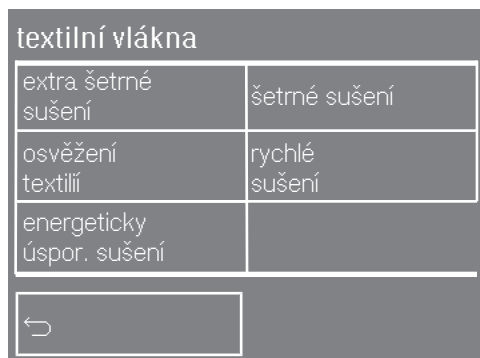 textilní vlákna
extra šetrné
sušení
šetrné sušení
osvěžení
textilií
rychlé
sušení
energeticky
úspor. sušení